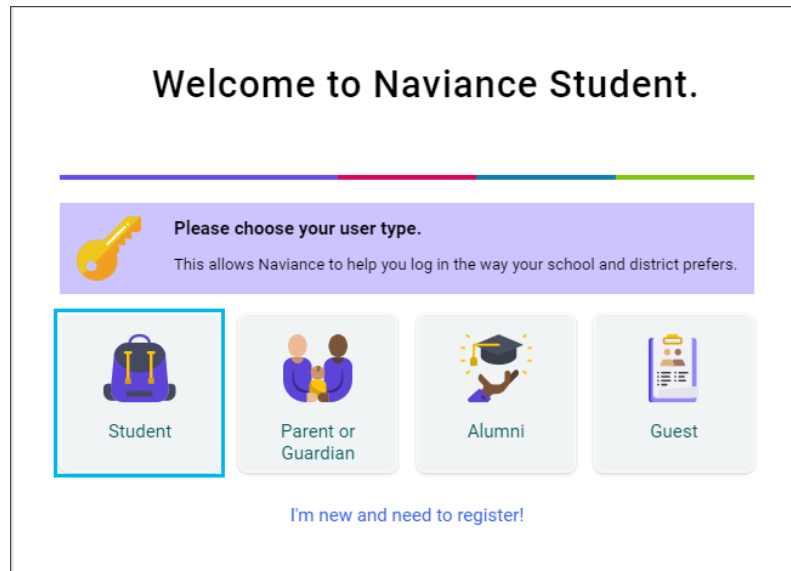 Welcome to Naviance Student.
Please choose your user type.
This allows Naviance to help you log in the way your school and district prefers.
Student
Parent or
Guardian
Alumni
Guest
I'm new and need to register!